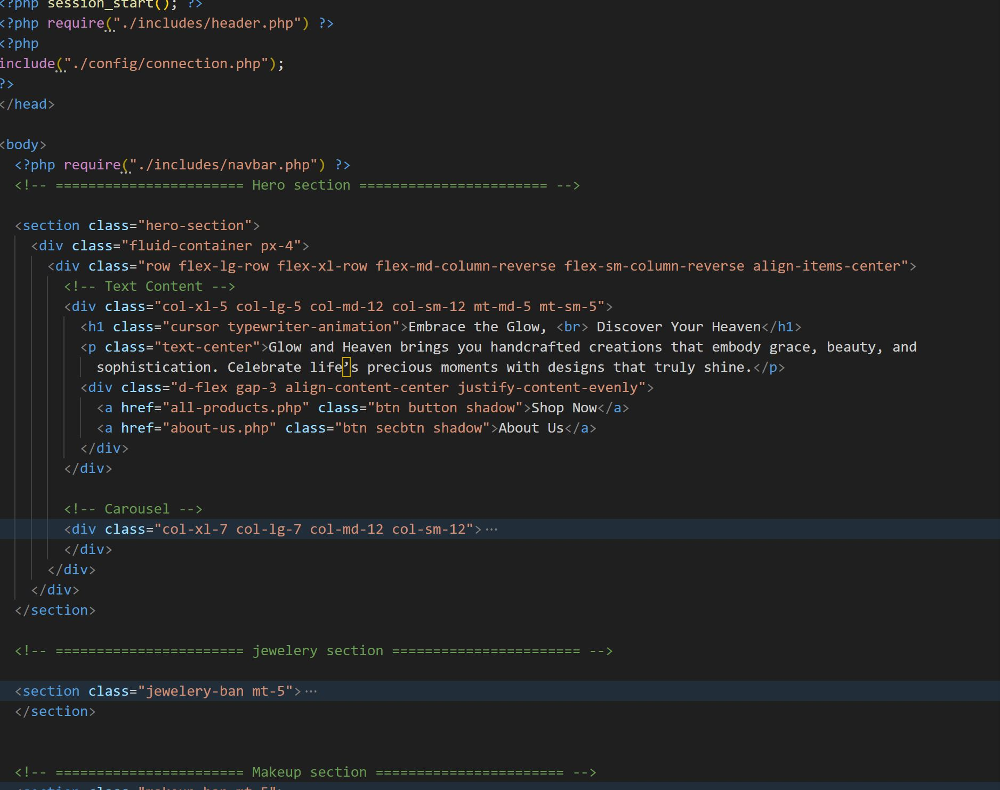 <?php session_start(); ?>
<?php require("./includes/header.php") ?>
<?php
include("./config/connection.php");
?>
</head>
<body>
<?php require("./includes/navbar.php") ?>
<!-- ======================= Hero section ======================= -->
<section class="hero-section">
<div class="fluid-container px-4">
<div class="row flex-lg-row flex-xl-row flex-md-column-reverse flex-sm-column-reverse align-items-center">
<!-- Text Content -->
<div class="col-xl-5 col-lg-5 col-md-12 col-sm-12 mt-md-5 mt-sm-5">
<h1 class="cursor typewriter-animation">Embrace the Glow, <br> Discover Your Heaven</h1>
<p class="text-center">Glow and Heaven brings you handcrafted creations that embody grace, beauty, and
sophistication. Celebrate life’s precious moments with designs that truly shine.</p>
<div class="d-flex gap-3 align-content-center justify-content-evenly">
<a href="all-products.php" class="btn button shadow">Shop Now</a>
<a href="about-us.php" class="btn secbtn shadow">About Us</a>
</div>
</div>
<!-- Carousel -->
<div class="col-xl-7 col-lg-7 col-md-12 col-sm-12">···
</div>
</div>
</div>
</section>
<!-- ======================= jewelery section ======================= -->
<section class="jewelery-ban mt-5">···
</section>
<!-- ======================= Makeup section ======================= -->
<section class="makeup-ban mt-5">